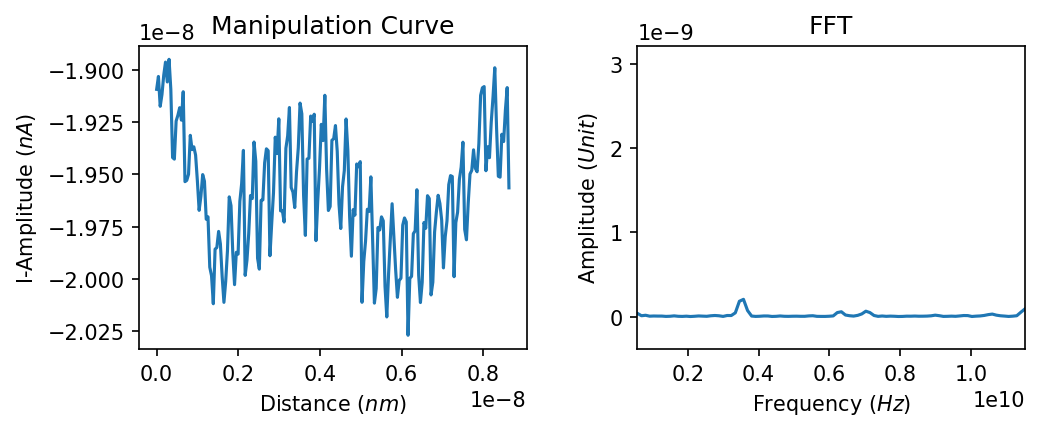 Manipulation Curve
1e−8
I-Amplitude (nA)
−1.900
−1.925
−1.950
−1.975
−2.000
−2.025
0.0 0.2 0.4 0.6 0.8
Distance (nm)
1e−8
FFT
1e−9
Amplitude (Unit)
3
2
1
0
0.2 0.4 0.6 0.8 1.0
Frequency (Hz)
1e10